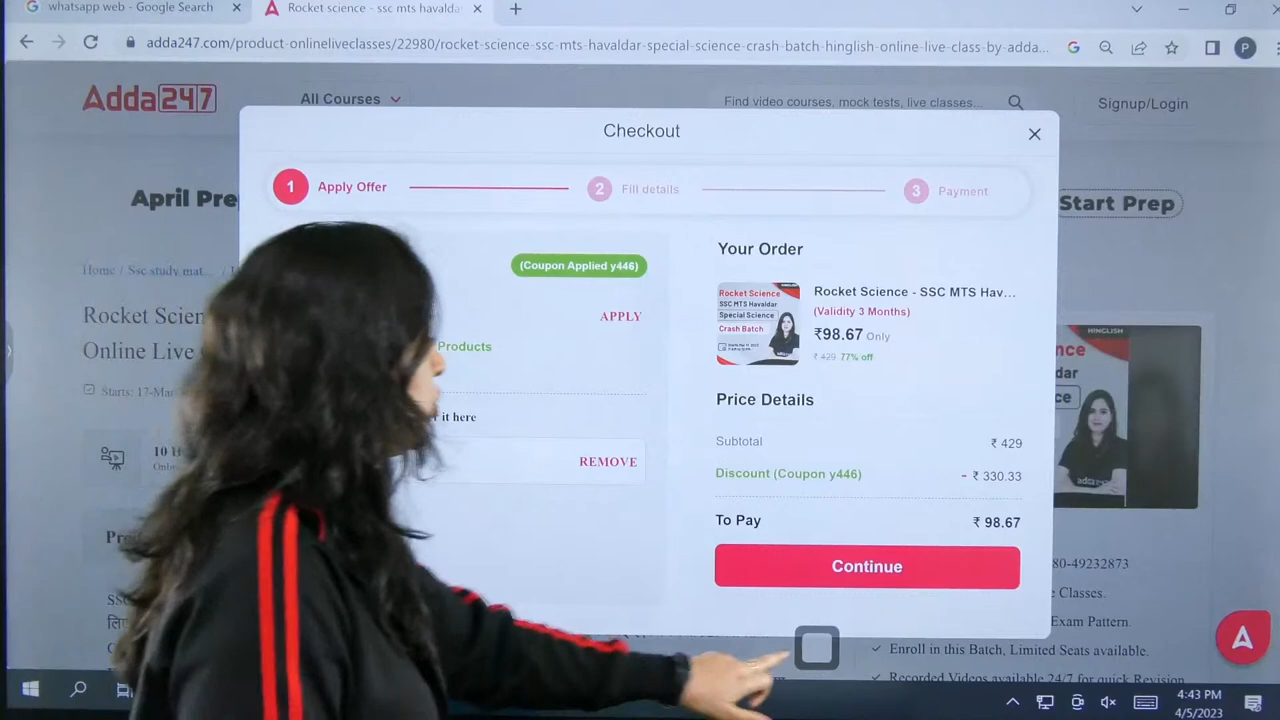 whatsapp web - Google Search
Rocket science - ssc mts havalda
adda247.com/product-onlineliveclasses/22980/rocket-science-ssc-mts-havaldar-special-science-crash-batch-hinglish-online-live-class-by-adda...
P
Adda247
All Courses
Find video courses, mock tests, live classes...
Signup/Login
Checkout
1 Apply Offer
2 Fill details
3 Payment
April Pre
Start Prep
Home / Ssc study mat...
(Coupon Applied y446)
Your Order
Rocket Science
SSC MTS Havaldar
Special Science
Crash Batch
Rocket Science - SSC MTS Hav...
(Validity 3 Months)
₹98.67 Only
₹ 429 77% off
Rocket Scien
Online Live
APPLY
Products
Starts: 17-Mar
it here
REMOVE
Price Details
Subtotal ₹ 429
Discount (Coupon y446) - ₹ 330.33
To Pay ₹ 98.67
Continue
HINGLISH
nce
dar
ce
adda247
10 H
80-49232873
e Classes.
Exam Pattern.
Enroll in this Batch, Limited Seats available.
Recorded Videos available 24/7 for quick Revision
4:43 PM
4/5/2023